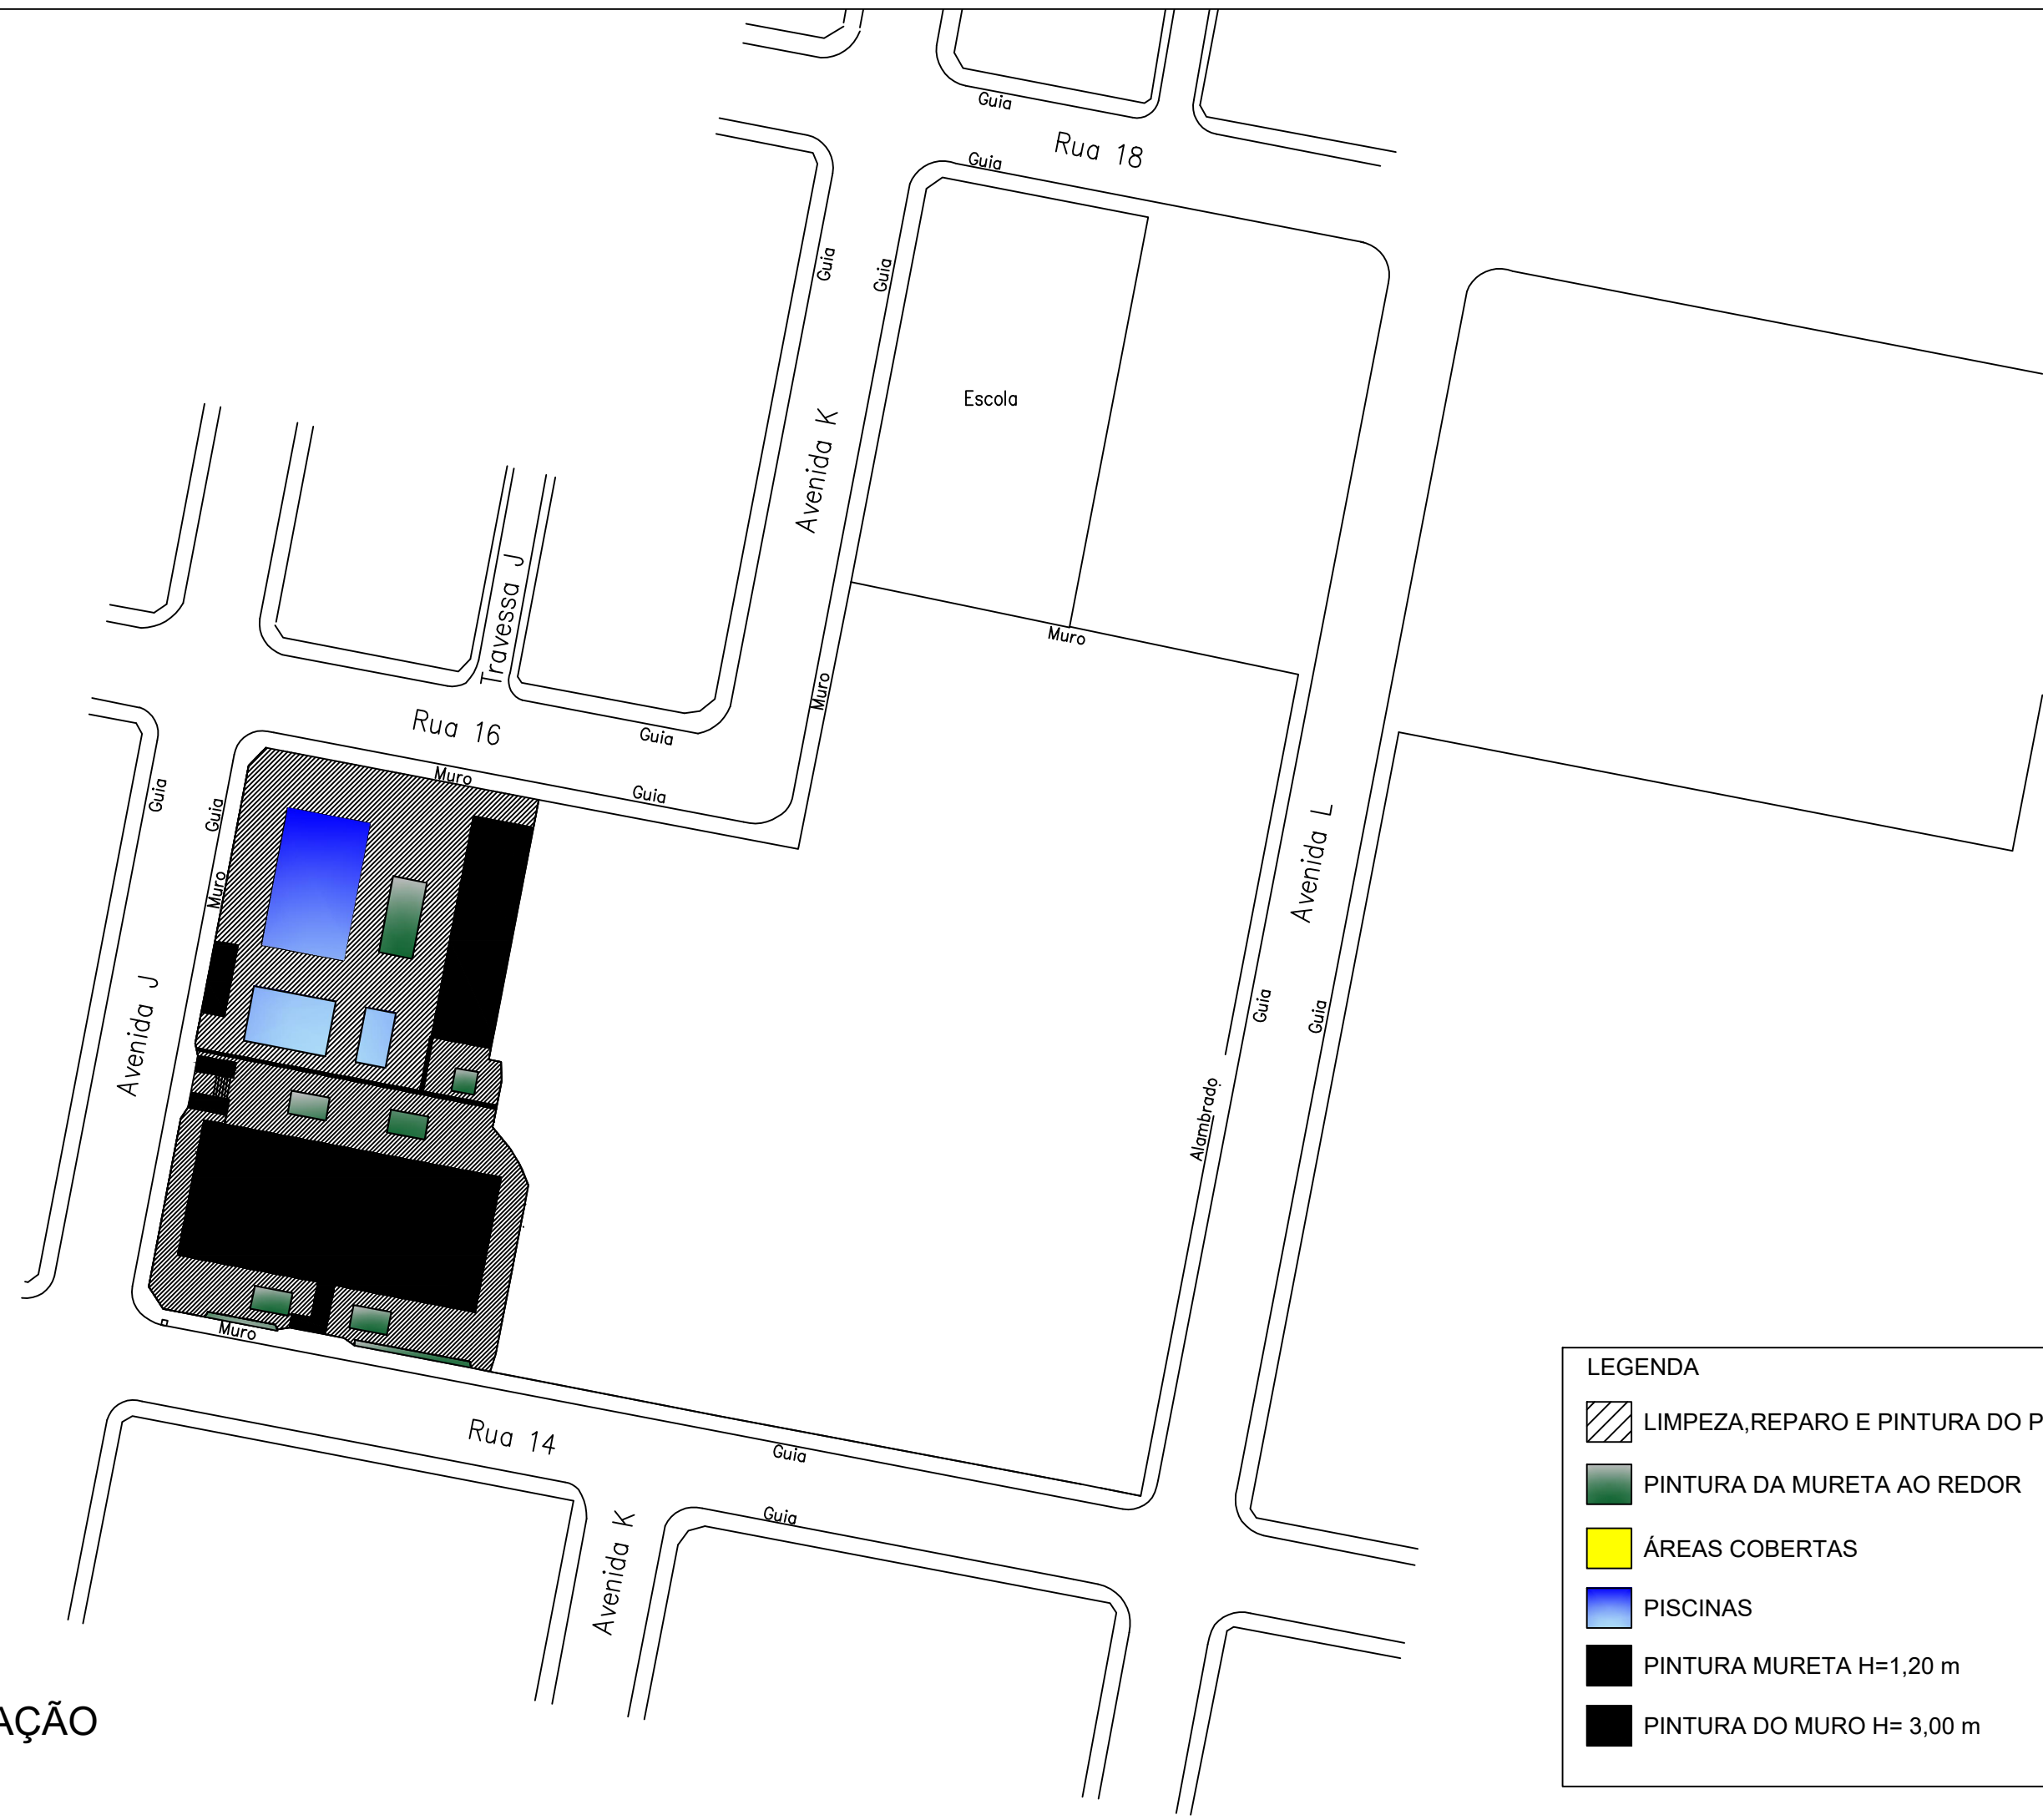 Guia
Rua 18
Guia
Guia
Guia
Escola
Avenida K
Travessa J
Muro
Muro
Rua 16
Guia
Muro
Guia
Guia
Guia
Muro
Avenida L
Avenida J
Guia
Guia
Alambrado
Muro
Rua 14
Guia
Guia
Avenida K
LEGENDA
LIMPEZA,REPARO E PINTURA DO P
PINTURA DA MURETA AO REDOR
ÁREAS COBERTAS
PISCINAS
PINTURA MURETA H=1,20 m
PINTURA DO MURO H= 3,00 m
AÇÃO